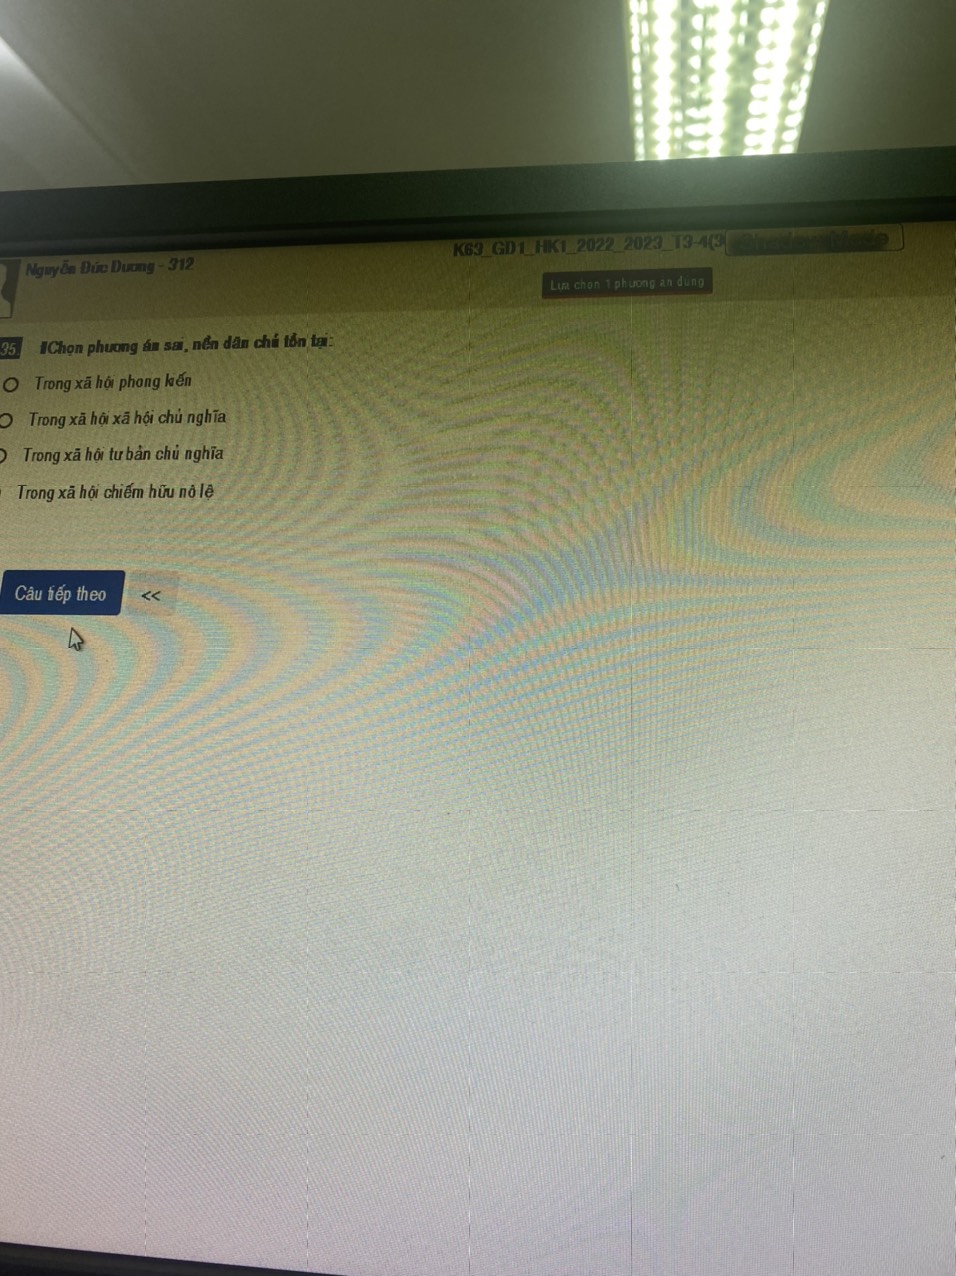 Nguyễn Đức Dương - 312
K63_GD1_HK1_2022_2023_T3-4(3
Lựa chọn 1 phương án đúng
35. Chọn phương án sai, nền dân chủ tồn tại:
Trong xã hội phong kiến
Trong xã hội xã hội chủ nghĩa
Trong xã hội tư bản chủ nghĩa
Trong xã hội chiếm hữu nô lệ
Câu tiếp theo <<